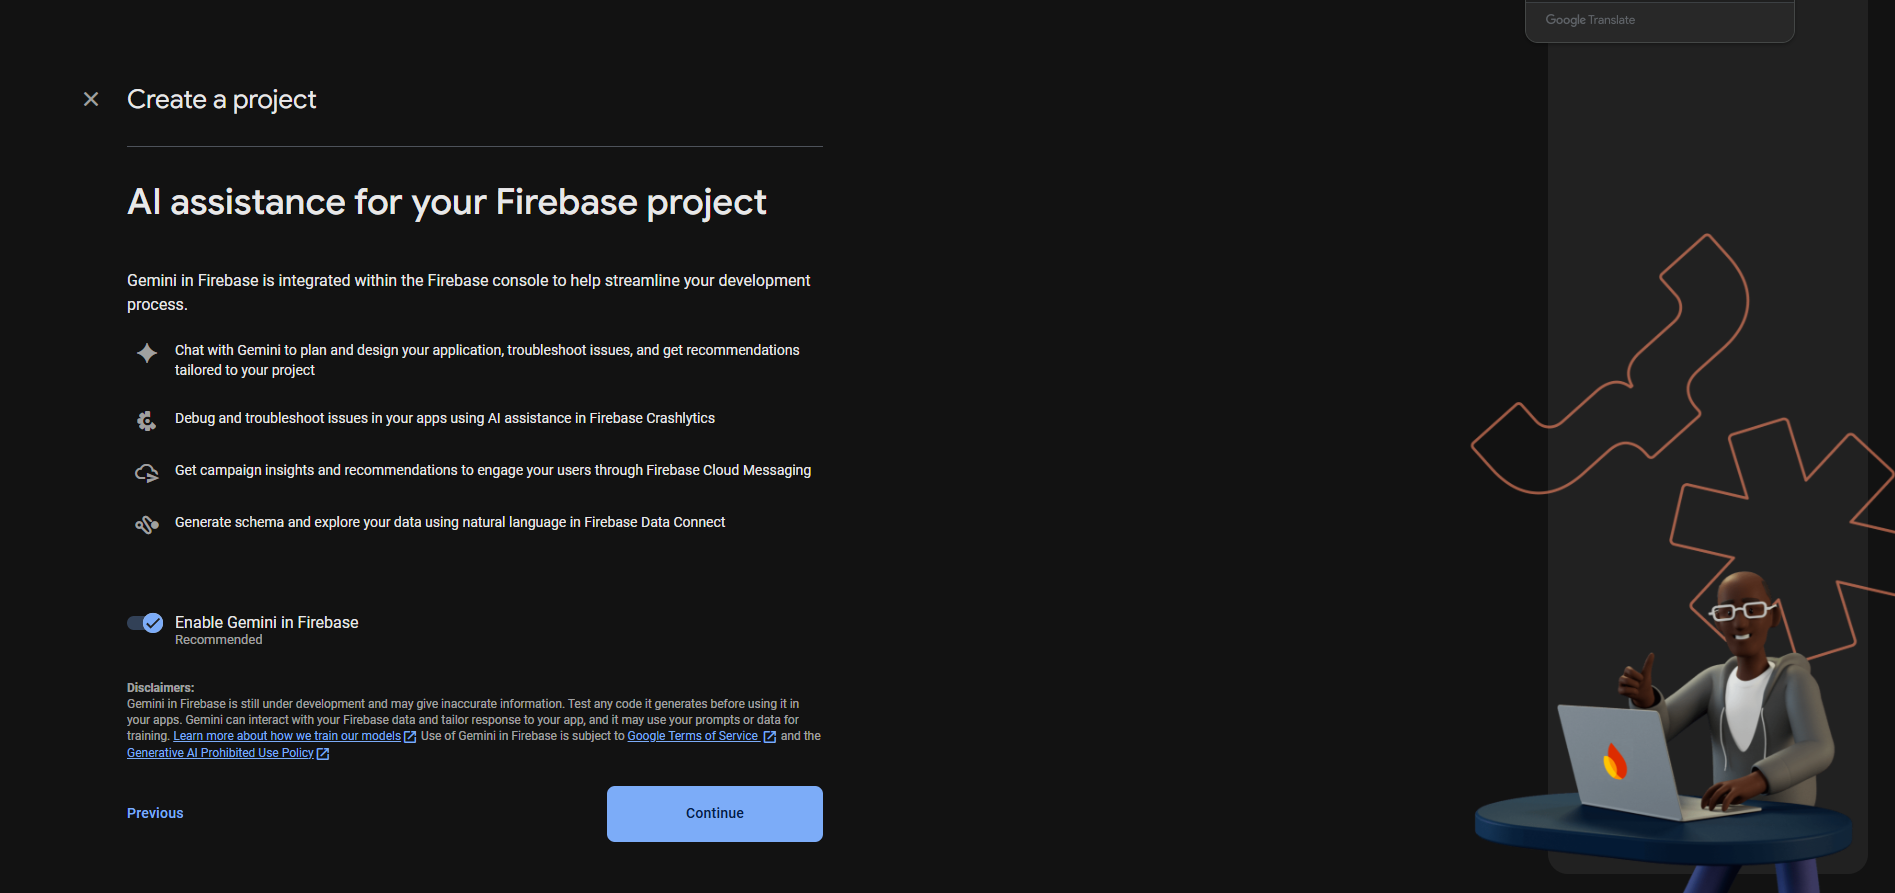 Google Translate
Create a project
AI assistance for your Firebase project
Gemini in Firebase is integrated within the Firebase console to help streamline your development
process.
Chat with Gemini to plan and design your application, troubleshoot issues, and get recommendations
tailored to your project
Debug and troubleshoot issues in your apps using AI assistance in Firebase Crashlytics
Get campaign insights and recommendations to engage your users through Firebase Cloud Messaging
Generate schema and explore your data using natural language in Firebase Data Connect
Enable Gemini in Firebase
Recommended
Disclaimers:
Gemini in Firebase is still under development and may give inaccurate information. Test any code it generates before using it in
your apps. Gemini can interact with your Firebase data and tailor response to your app, and it may use your prompts or data for
training. Learn more about how we train our models Use of Gemini in Firebase is subject to Google Terms of Service and the
Generative AI Prohibited Use Policy
Previous
Continue